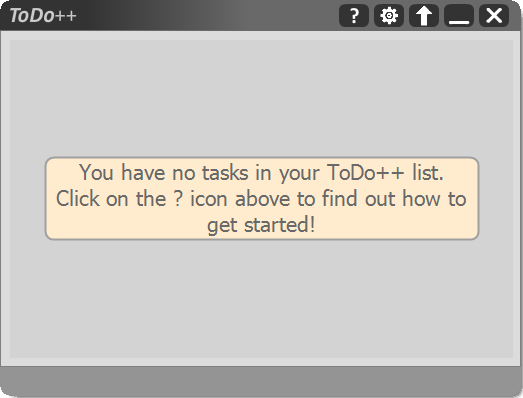 ToDo++
?
You have no tasks in your ToDo++ list.
Click on the ? icon above to find out how to
get started!